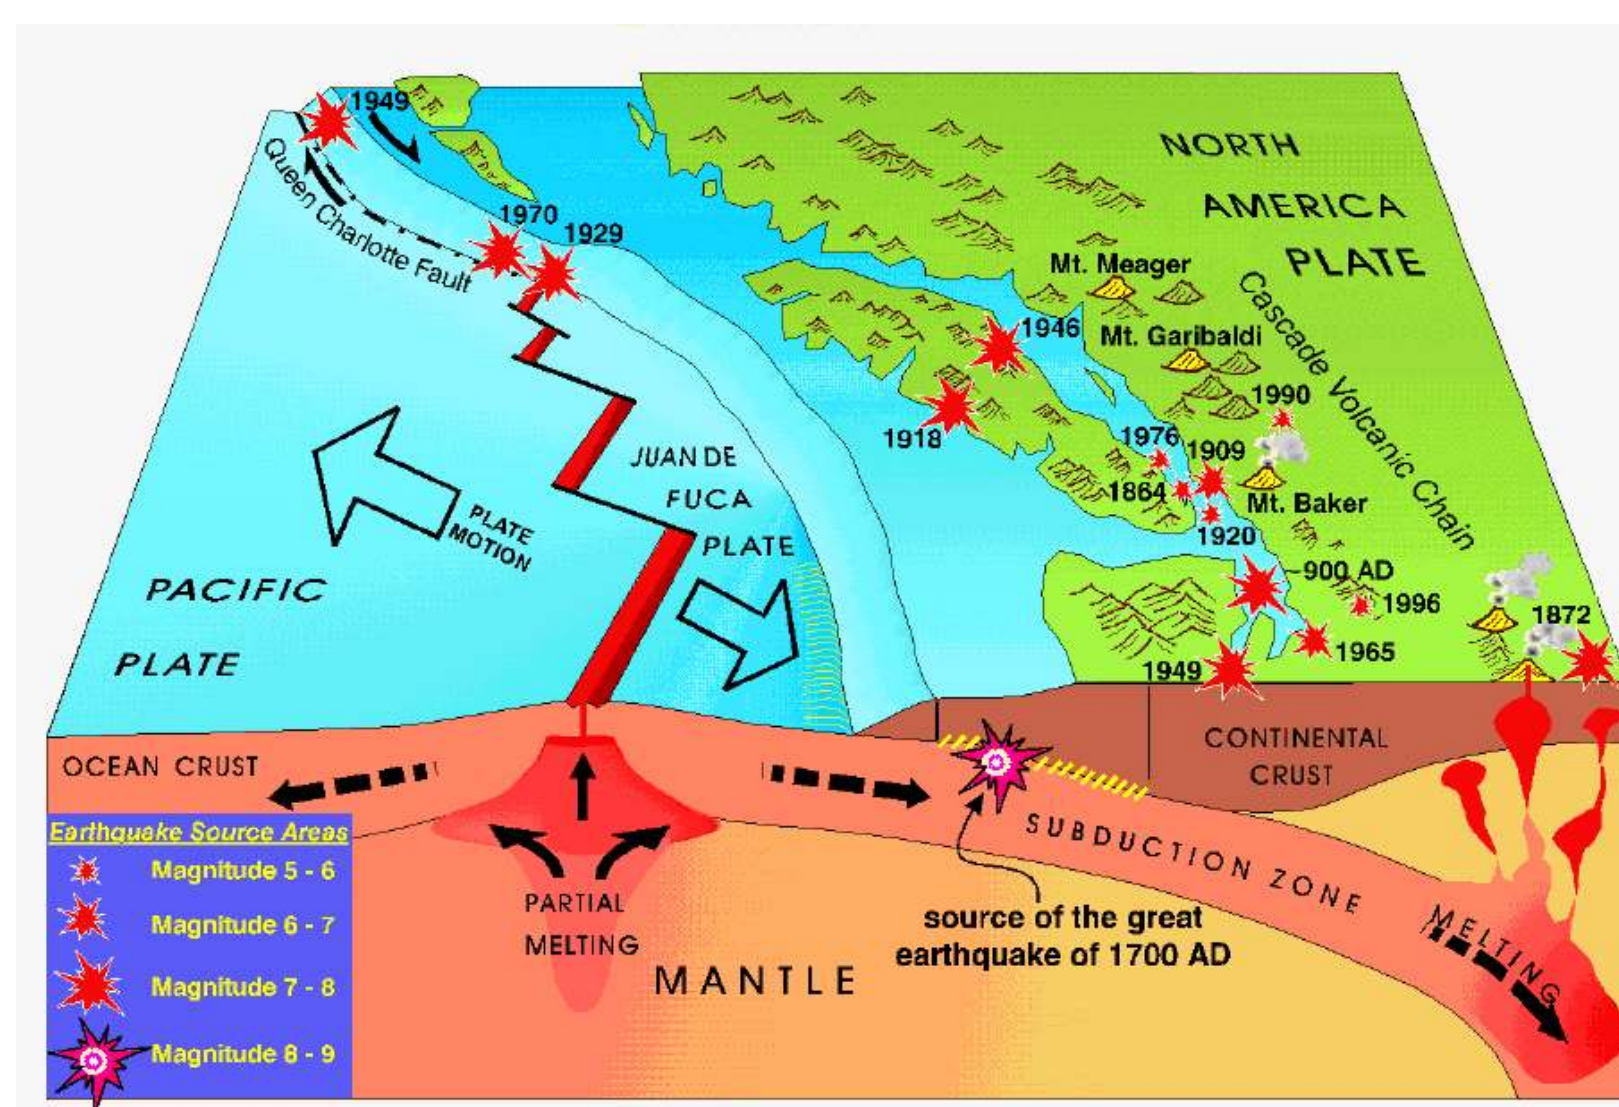 1949
Queen Charlotte Fault
1970
1929
NORTH
AMERICA
PLATE
Mt. Meager
Cascade Volcanic Chain
1946
Mt. Garibaldi
1990
1918
1976
1909
1864
Mt. Baker
1920
JUAN DE
FUCA
PLATE
PLATE
MOTION
PACIFIC
PLATE
~900 AD
1996
1872
1965
1949
OCEAN CRUST
CONTINENTAL
CRUST
SUBDUCTION ZONE
MELTING
PARTIAL
MELTING
MANTLE
source of the great
earthquake of 1700 AD
Earthquake Source Areas
Magnitude 5 - 6
Magnitude 6 - 7
Magnitude 7 - 8
Magnitude 8 - 9